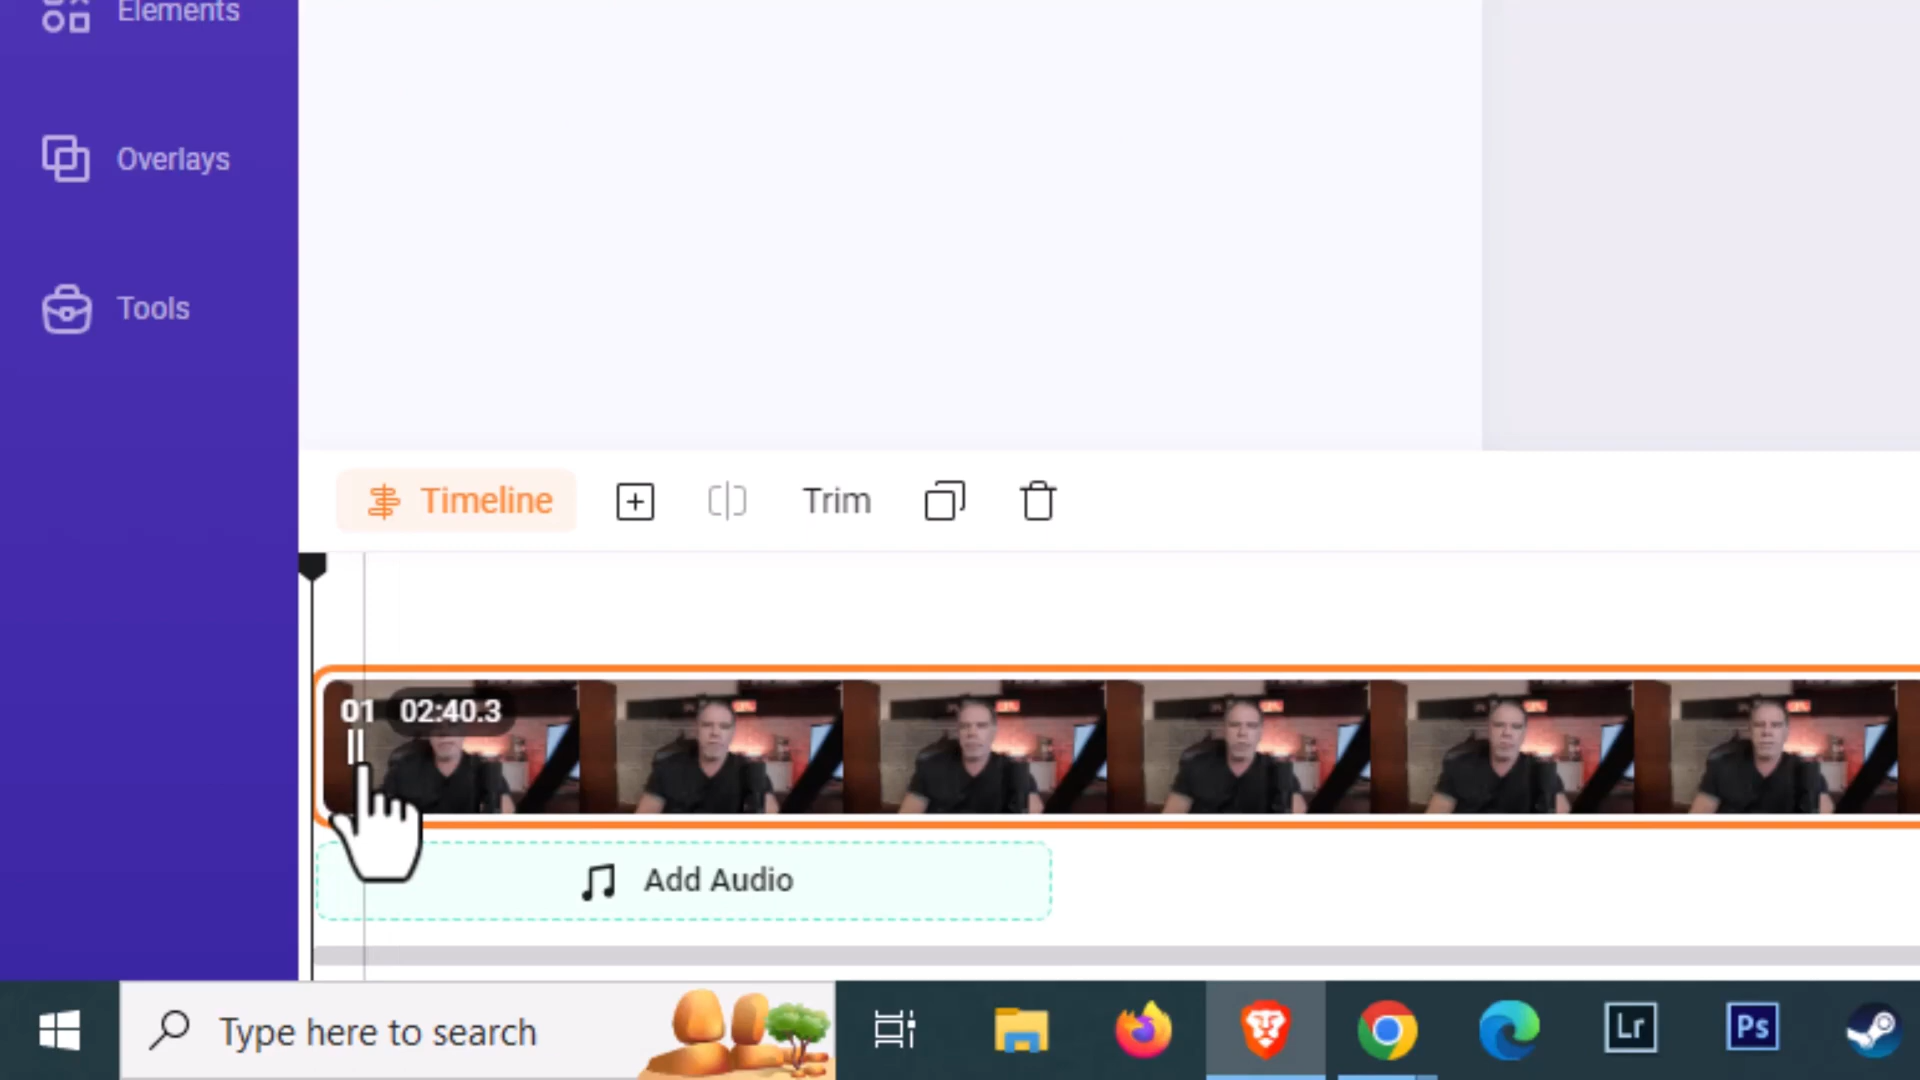 Elements
Overlays
Tools
Timeline
Trim
01 02:40.3
Add Audio
Type here to search
Lr
Ps